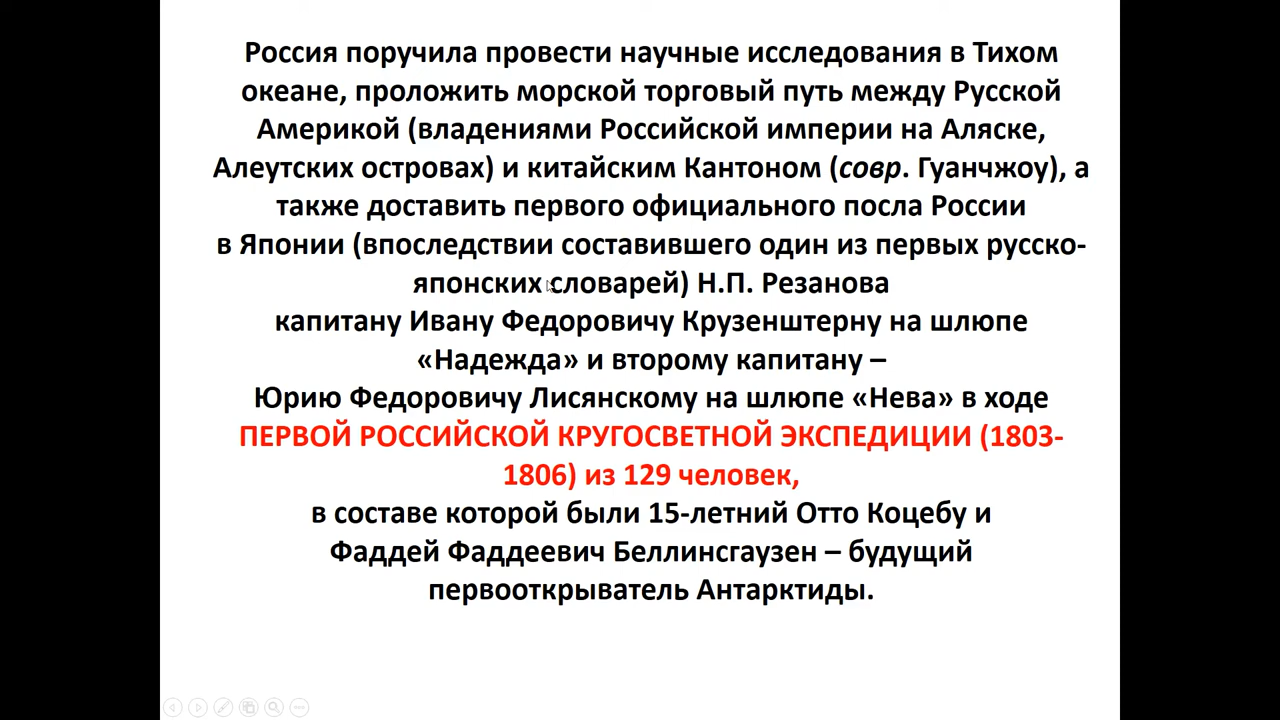 Россия поручила провести научные исследования в Тихом
океане, проложить морской торговый путь между Русской
Америкой (владениями Российской империи на Аляске,
Алеутских островах) и китайским Кантоном (совр. Гуанчжоу), а
также доставить первого официального посла России
в Японии (впоследствии составившего один из первых русско-
японских словарей) Н.П. Резанова
капитану Ивану Федоровичу Крузенштерну на шлюпе
«Надежда» и второму капитану –
Юрию Федоровичу Лисянскому на шлюпе «Нева» в ходе
ПЕРВОЙ РОССИЙСКОЙ КРУГОСВЕТНОЙ ЭКСПЕДИЦИИ (1803-
1806) из 129 человек,
в составе которой были 15-летний Отто Коцебу и
Фаддей Фаддеевич Беллинсгаузен – будущий
первооткрыватель Антарктиды.